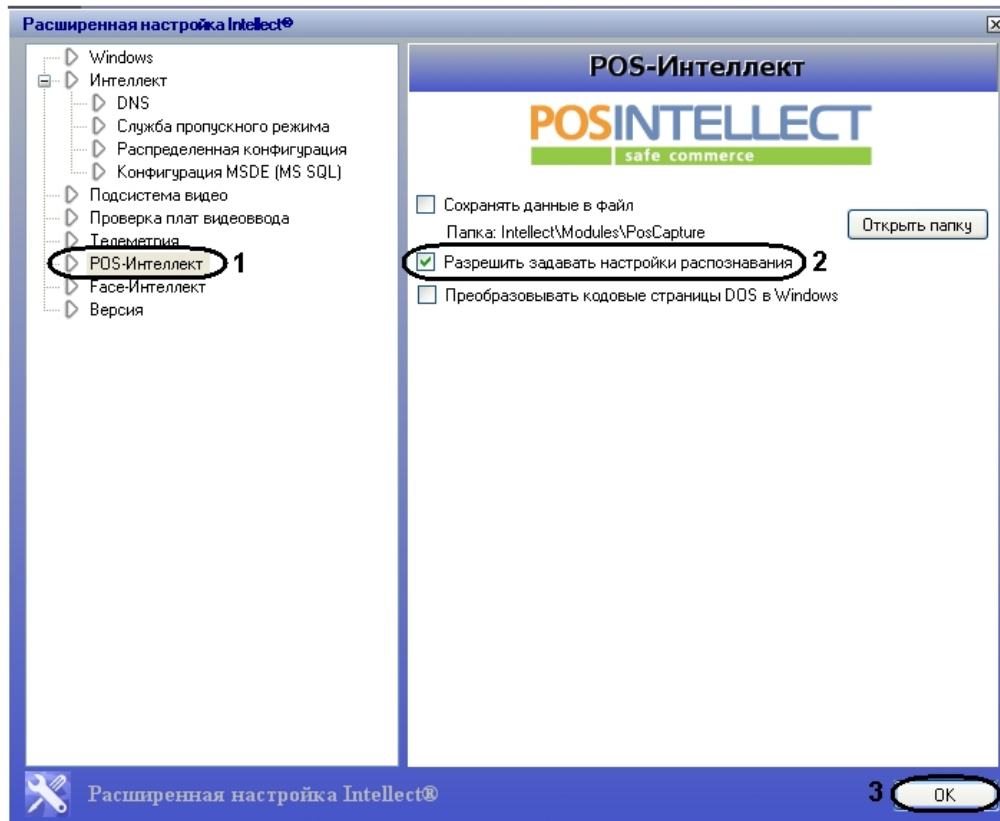 Расширенная настройка Intellect®
Windows
Интеллект
DNS
Служба пропускного режима
Распределенная конфигурация
Конфигурация MSDE (MS SQL)
Подсистема видео
Проверка плат видеоввода
Телеметрия
POS-Интеллект 1
Face-Интеллект
Версия
POS-Интеллект
POSINTELLECT
safe commerce
Сохранять данные в файл
Папка: Intellect\Modules\PosCapture
Открыть папку
Разрешить задавать настройки распознавания 2
Преобразовывать кодовые страницы DOS в Windows
Расширенная настройка Intellect®
3 OK